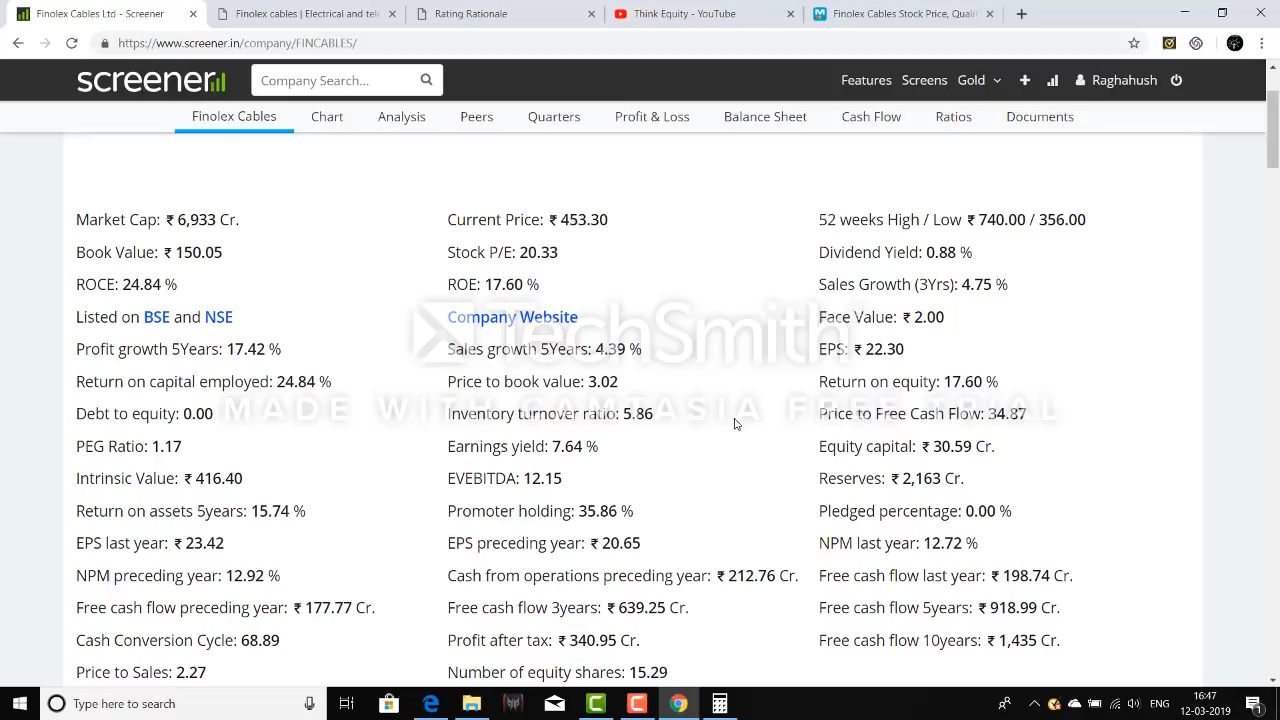 Finolex Cables Ltd - Screener
Finolex cables | Electrical and tele
Rating Rationale
Think Equity - YouTube
Finolex Cables Stock Price, Quali
https://www.screener.in/company/FINCABLES/
screener
Company Search...
Features Screens Gold
Raghahush
Finolex Cables Chart Analysis Peers Quarters Profit & Loss Balance Sheet Cash Flow Ratios Documents
Market Cap: ₹ 6,933 Cr. Current Price: ₹ 453.30 52 weeks High / Low ₹ 740.00 / 356.00
Book Value: ₹ 150.05 Stock P/E: 20.33 Dividend Yield: 0.88 %
ROCE: 24.84 % ROE: 17.60 % Sales Growth (3Yrs): 4.75 %
Listed on BSE and NSE Company Website Face Value: ₹ 2.00
TechSmith
Profit growth 5Years: 17.42 % Sales growth 5Years: 4.39 % EPS: ₹ 22.30
Return on capital employed: 24.84 % Price to book value: 3.02 Return on equity: 17.60 %
MADE WITH CAMTASIA FREE TRIAL
Debt to equity: 0.00 Inventory turnover ratio: 5.86 Price to Free Cash Flow: 34.87
PEG Ratio: 1.17 Earnings yield: 7.64 % Equity capital: ₹ 30.59 Cr.
Intrinsic Value: ₹ 416.40 EVEBITDA: 12.15 Reserves: ₹ 2,163 Cr.
Return on assets 5years: 15.74 % Promoter holding: 35.86 % Pledged percentage: 0.00 %
EPS last year: ₹ 23.42 EPS preceding year: ₹ 20.65 NPM last year: 12.72 %
NPM preceding year: 12.92 % Cash from operations preceding year: ₹ 212.76 Cr. Free cash flow last year: ₹ 198.74 Cr.
Free cash flow preceding year: ₹ 177.77 Cr. Free cash flow 3years: ₹ 639.25 Cr. Free cash flow 5years: ₹ 918.99 Cr.
Cash Conversion Cycle: 68.89 Profit after tax: ₹ 340.95 Cr. Free cash flow 10years: ₹ 1,435 Cr.
Price to Sales: 2.27 Number of equity shares: 15.29
Type here to search
ENG
16:47
12-03-2019
1